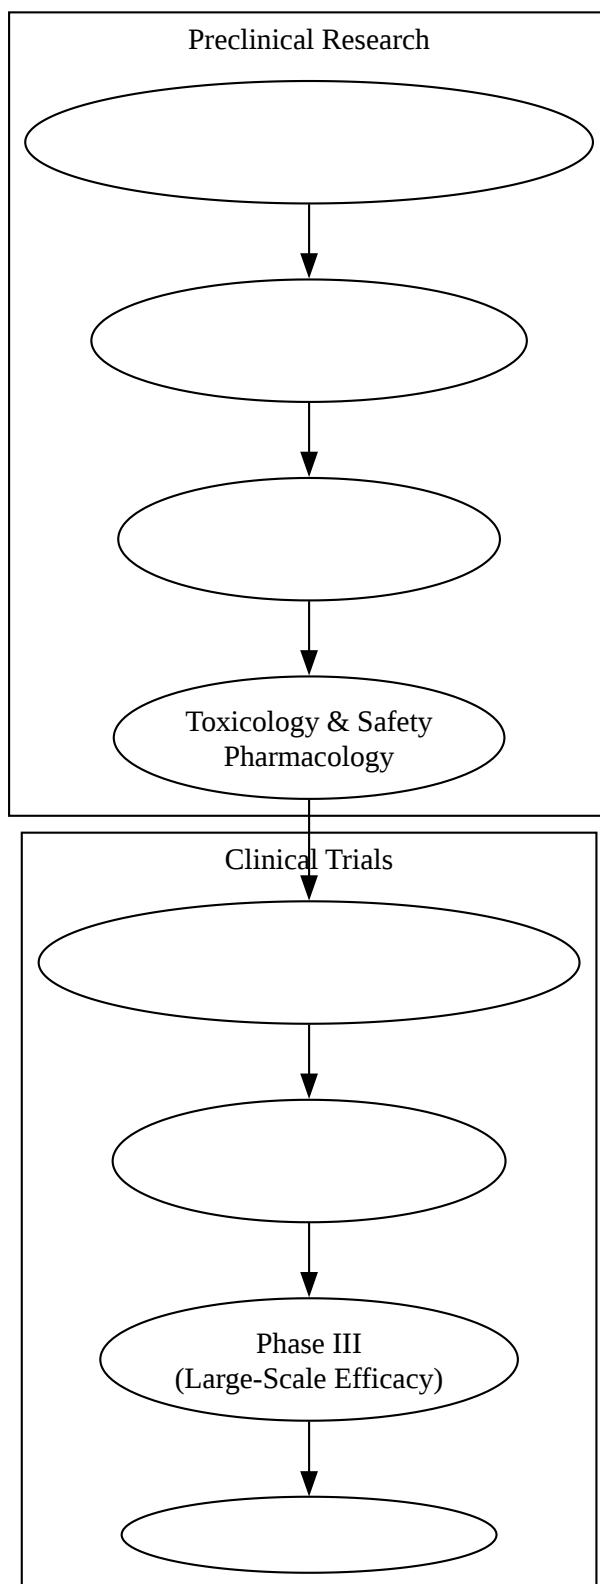 Preclinical Research
Toxicology & Safety
Pharmacology
Clinical Trials
Phase III
(Large-Scale Efficacy)